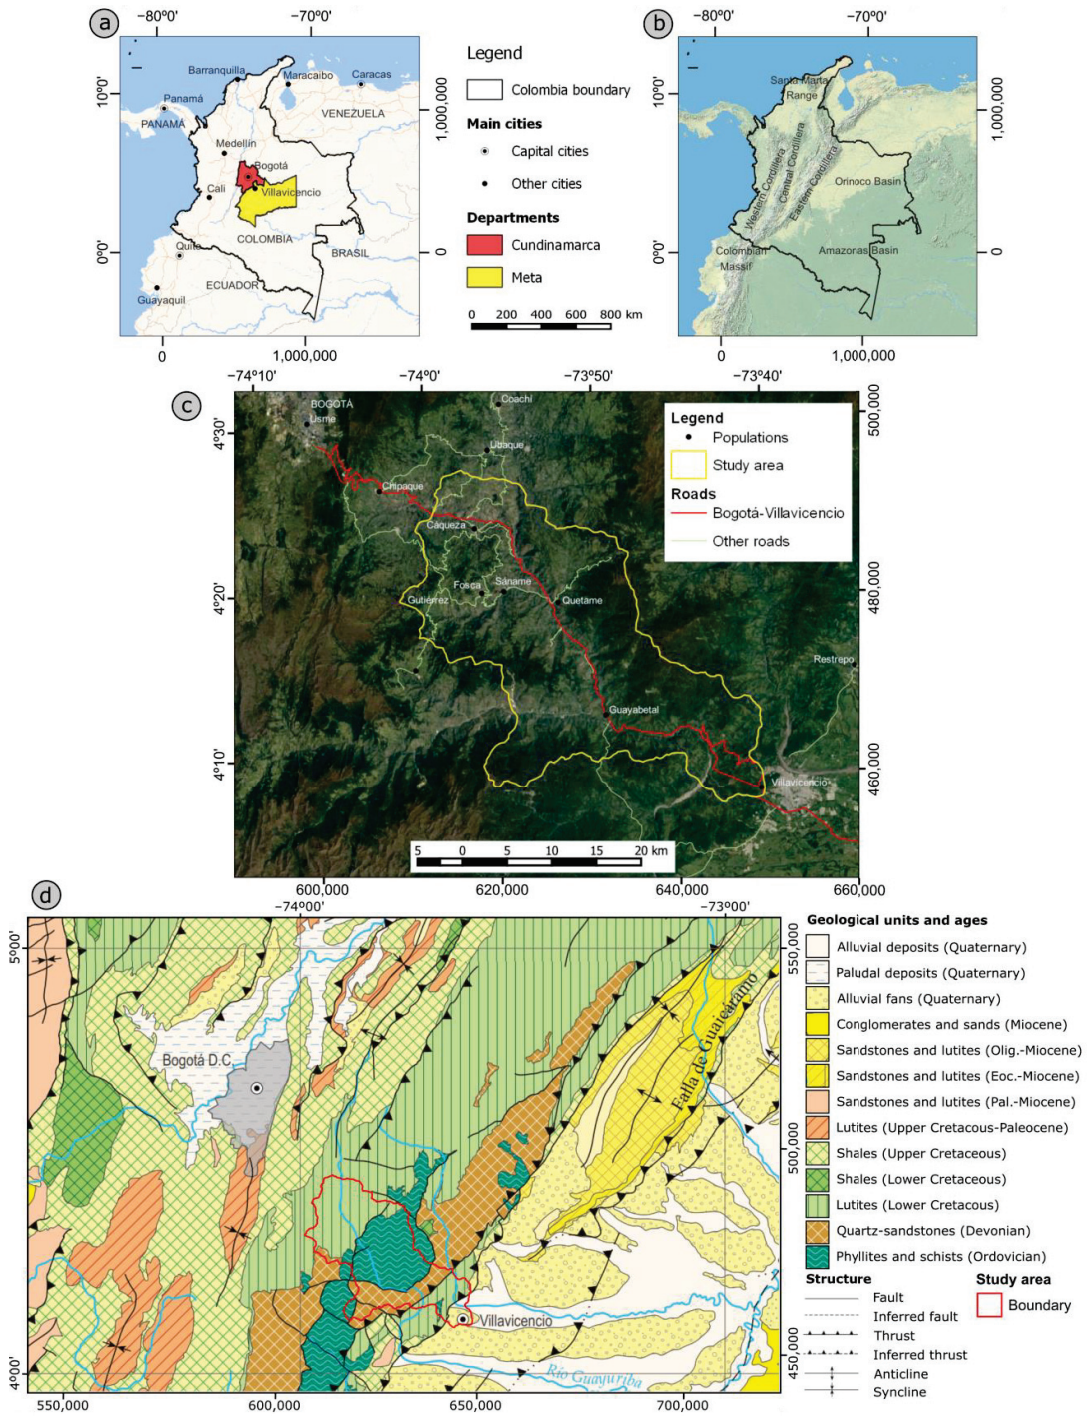 a
−80°0'
−70°0'
10°0'
0°0'
1,000,000
0
0
1,000,000
Barranquilla
Maracaibo
Caracas
Panamá
PANAMÁ
VENEZUELA
Medellín
Bogotá
Cali
Villavicencio
COLOMBIA
Quito
BRASIL
ECUADOR
Guayaquil
Legend
Colombia boundary
Main cities
Capital cities
Other cities
Departments
Cundinamarca
Meta
0 200 400 600 800 km
b
−80°0'
−70°0'
10°0'
0°0'
1,000,000
0
0
1,000,000
Santa Marta
Range
Western Cordillera
Central Cordillera
Eastern Cordillera
Orinoco Basin
Colombian
Massif
Amazoras Basin
c
−74°10'
−74°0'
−73°50'
−73°40'
4°30'
4°20'
4°10'
500,000
480,000
460,000
600,000
620,000
640,000
660,000
BOGOTÁ
Usme
Coachí
Ubaque
Chipaque
Cáqueza
Fosca
Sáname
Gutiérrez
Quetame
Restrepo
Guayabetal
Villavicencio
Legend
Populations
Study area
Roads
Bogotá-Villavicencio
Other roads
5 0 5 10 15 20 km
d
−74°00'
−73°00'
5°00'
4°00'
550,000
500,000
450,000
550,000
600,000
650,000
700,000
Bogotá D.C
Falla de Guaicáramo
Villavicencio
Río Guayuriba
Geological units and ages
Alluvial deposits (Quaternary)
Paludal deposits (Quaternary)
Alluvial fans (Quaternary)
Conglomerates and sands (Miocene)
Sandstones and lutites (Olig.-Miocene)
Sandstones and lutites (Eoc.-Miocene)
Sandstones and lutites (Pal.-Miocene)
Lutites (Upper Cretacous-Paleocene)
Shales (Upper Cretaceous)
Shales (Lower Cretaceous)
Lutites (Lower Cretacous)
Quartz-sandstones (Devonian)
Phyllites and schists (Ordovician)
Structure
Fault
Inferred fault
Thrust
Inferred thrust
Anticline
Syncline
Study area
Boundary